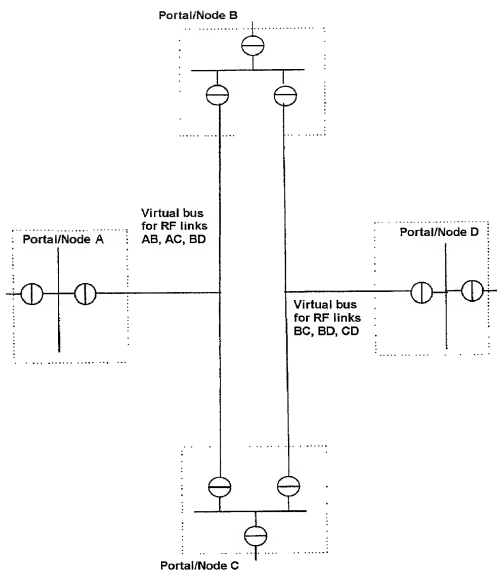 Portal/Node B
Virtual bus
for RF links
AB, AC, BD
Portal/Node A
Portal/Node D
Virtual bus
for RF links
BC, BD, CD
Portal/Node C